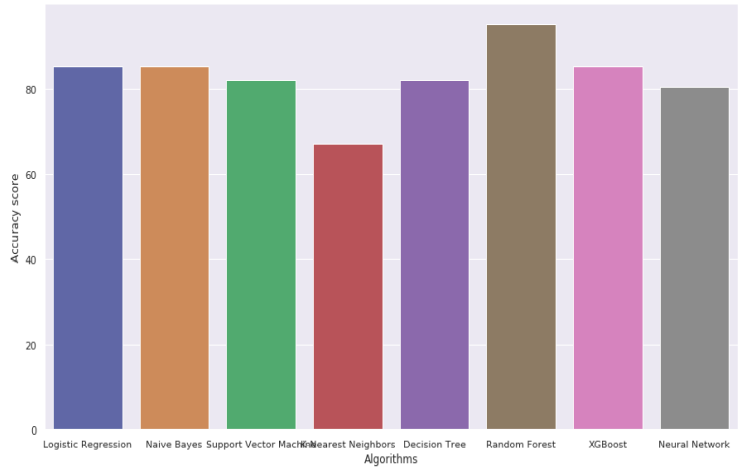 80
60
40
20
0
Accuracy score
Logistic Regression Naive Bayes Support Vector Machine K-Nearest Neighbors Decision Tree Random Forest XGBoost Neural Network
Algorithms